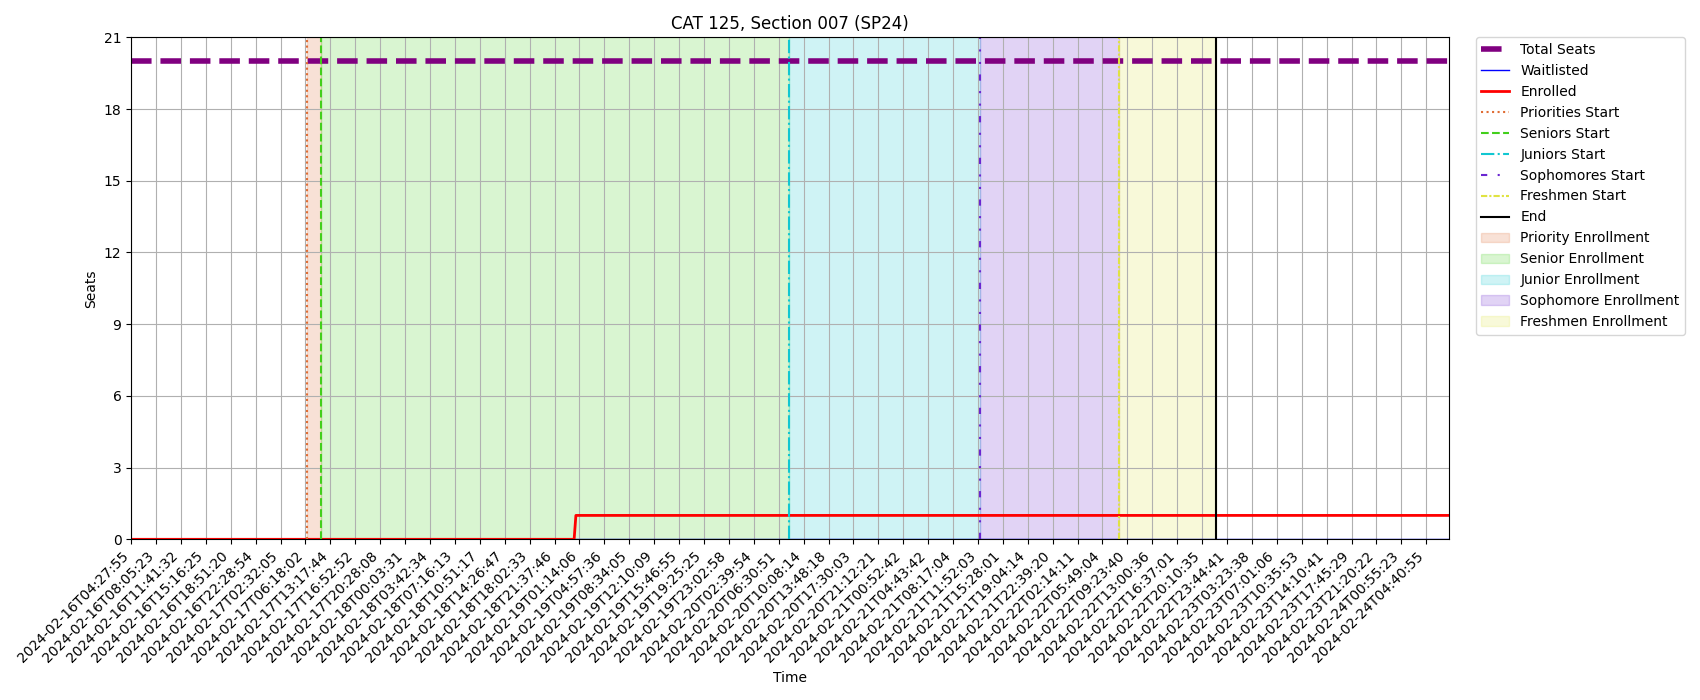 CAT 125, Section 007 (SP24)
21
18
15
12
9
6
3
0
Seats
2024-02-16T04:27:55
2024-02-16T08:05:23
2024-02-16T11:41:32
2024-02-16T15:16:25
2024-02-16T18:51:20
2024-02-16T22:28:54
2024-02-17T02:32:05
2024-02-17T06:18:02
2024-02-17T13:17:44
2024-02-17T16:52:52
2024-02-17T20:28:08
2024-02-18T00:03:31
2024-02-18T03:42:34
2024-02-18T07:16:13
2024-02-18T10:51:17
2024-02-18T14:26:47
2024-02-18T18:02:33
2024-02-18T21:37:46
2024-02-19T01:14:06
2024-02-19T04:57:36
2024-02-19T08:34:05
2024-02-19T12:10:09
2024-02-19T15:46:55
2024-02-19T19:25:25
2024-02-19T23:02:58
2024-02-20T02:39:54
2024-02-20T06:30:51
2024-02-20T10:08:14
2024-02-20T13:48:18
2024-02-20T17:30:03
2024-02-20T21:12:21
2024-02-21T00:52:42
2024-02-21T04:43:42
2024-02-21T08:17:04
2024-02-21T11:52:03
2024-02-21T15:28:01
2024-02-21T19:04:14
2024-02-21T22:39:20
2024-02-22T02:14:11
2024-02-22T05:49:04
2024-02-22T09:23:40
2024-02-22T13:00:36
2024-02-22T16:37:01
2024-02-22T20:10:35
2024-02-22T23:44:41
2024-02-23T03:23:38
2024-02-23T07:01:06
2024-02-23T10:35:53
2024-02-23T14:10:41
2024-02-23T17:45:29
2024-02-23T21:20:22
2024-02-24T00:55:23
2024-02-24T04:40:55
Time
Total Seats
Waitlisted
Enrolled
Priorities Start
Seniors Start
Juniors Start
Sophomores Start
Freshmen Start
End
Priority Enrollment
Senior Enrollment
Junior Enrollment
Sophomore Enrollment
Freshmen Enrollment